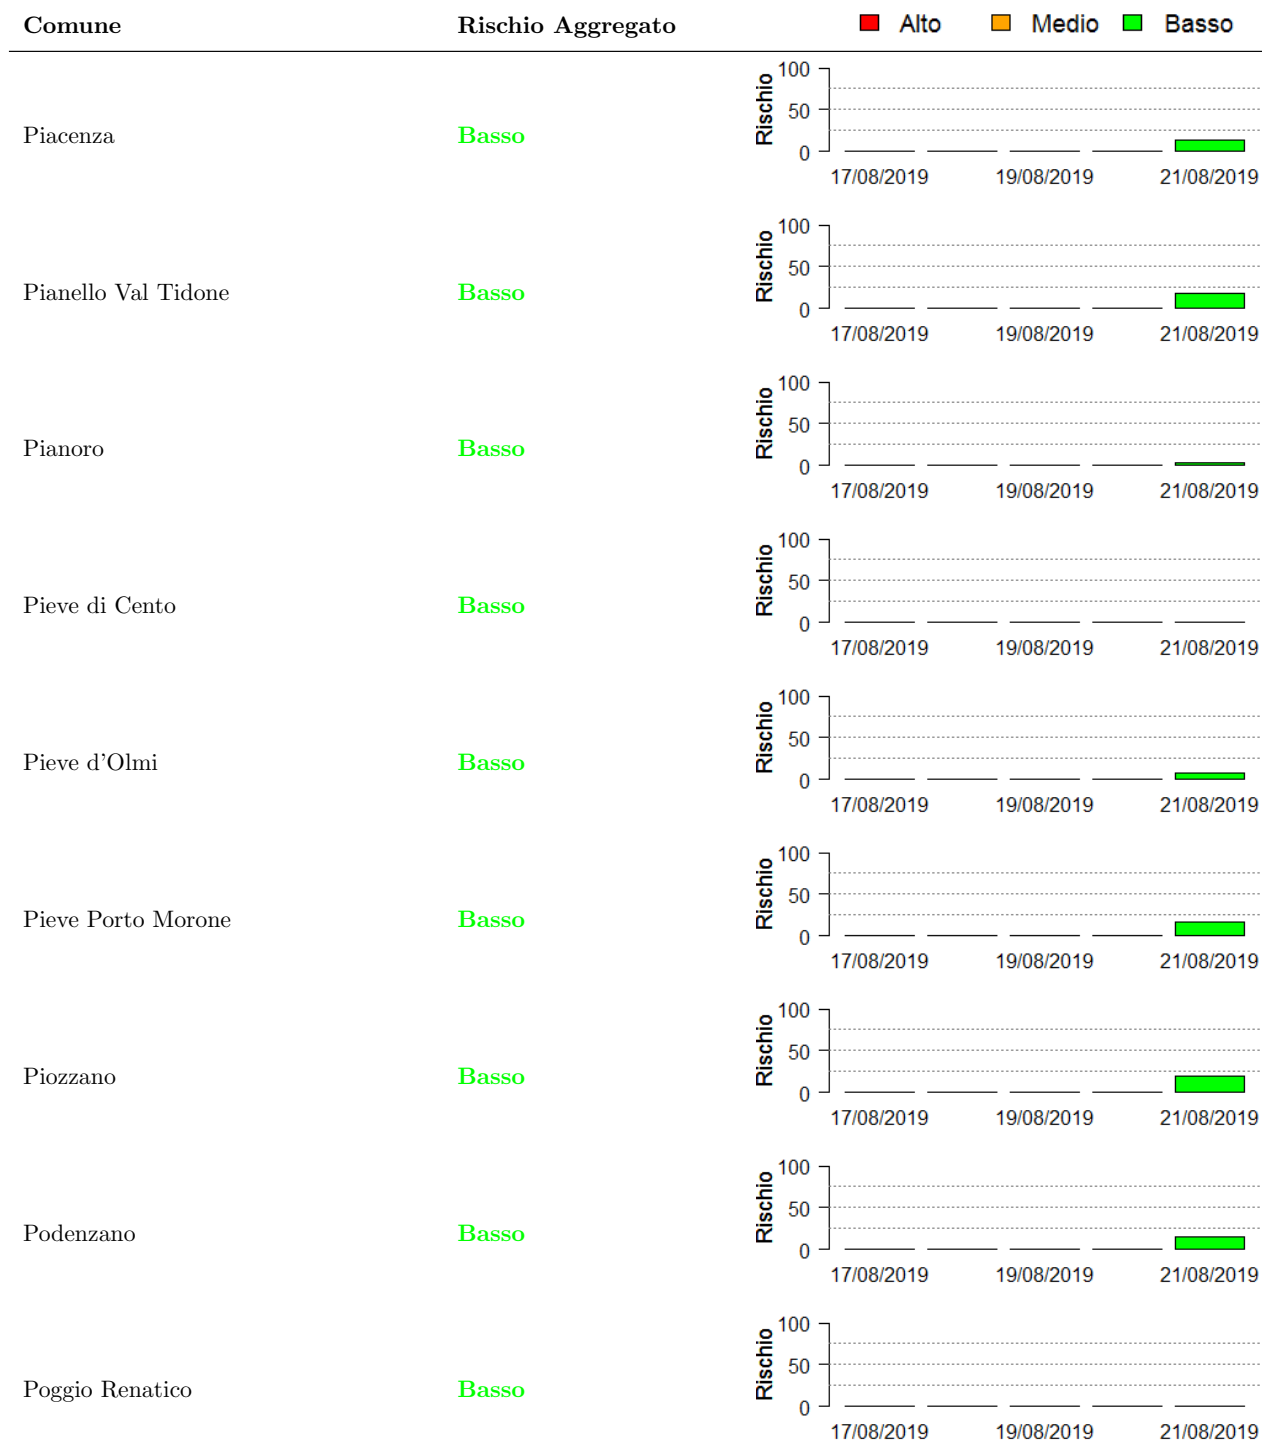 Comune Rischio Aggregato Alto Medio Basso
Piacenza Basso Rischio 100 50 0
17/08/2019 19/08/2019 21/08/2019
Pianello Val Tidone Basso Rischio 100 50 0
17/08/2019 19/08/2019 21/08/2019
Pianoro Basso Rischio 100 50 0
17/08/2019 19/08/2019 21/08/2019
Pieve di Cento Basso Rischio 100 50 0
17/08/2019 19/08/2019 21/08/2019
Pieve d'Olmi Basso Rischio 100 50 0
17/08/2019 19/08/2019 21/08/2019
Pieve Porto Morone Basso Rischio 100 50 0
17/08/2019 19/08/2019 21/08/2019
Piozzano Basso Rischio 100 50 0
17/08/2019 19/08/2019 21/08/2019
Podenzano Basso Rischio 100 50 0
17/08/2019 19/08/2019 21/08/2019
Poggio Renatico Basso Rischio 100 50 0
17/08/2019 19/08/2019 21/08/2019